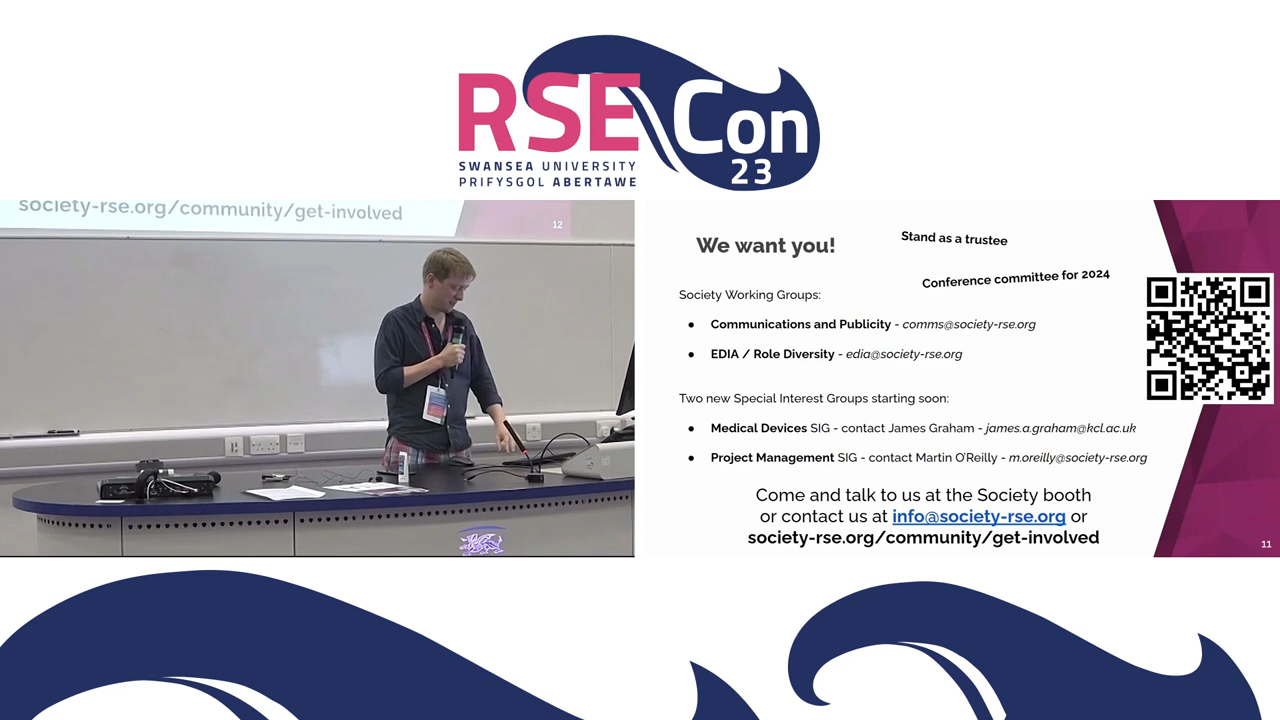 RSE Con
23
SWANSEA UNIVERSITY
PRIFYSGOL ABERTAWE
society-rse.org/community/get-involved
12
We want you!
Stand as a trustee
Conference committee for 2024
Society Working Groups:
● Communications and Publicity - comms@society-rse.org
● EDIA / Role Diversity - edia@society-rse.org
Two new Special Interest Groups starting soon:
● Medical Devices SIG - contact James Graham - james.a.graham@kcl.ac.uk
● Project Management SIG - contact Martin O'Reilly - m.oreilly@society-rse.org
Come and talk to us at the Society booth
or contact us at info@society-rse.org or
society-rse.org/community/get-involved
11